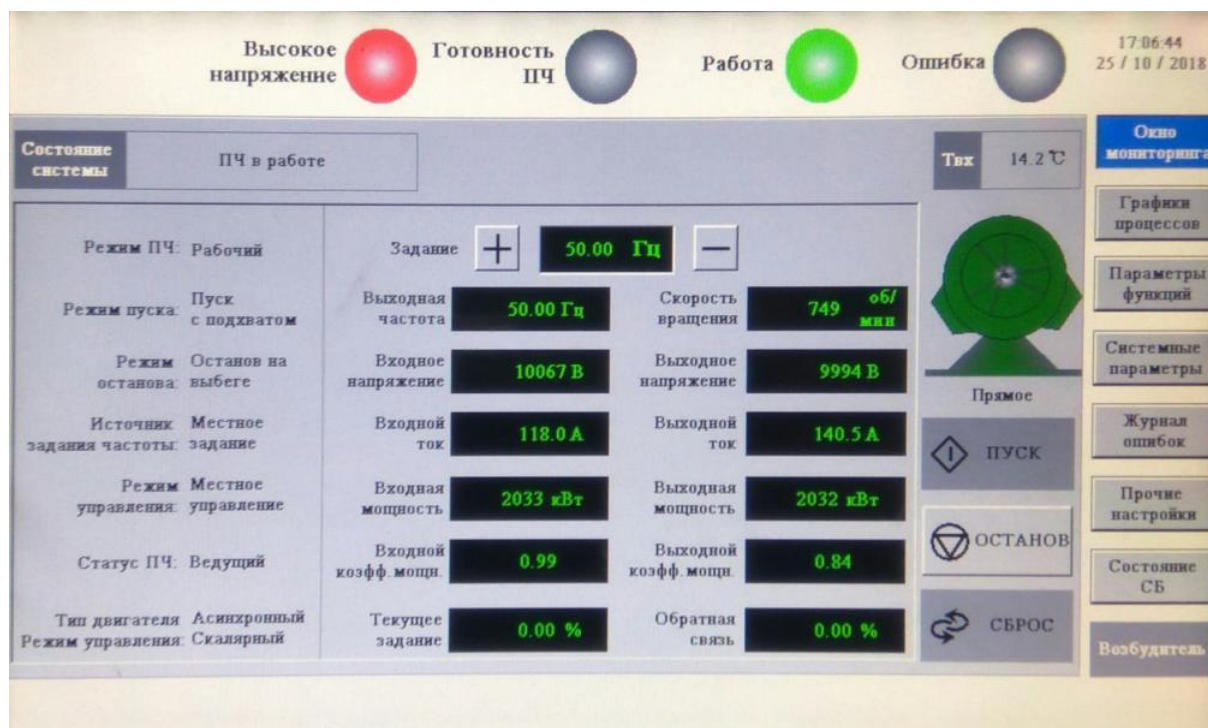 Высокое
напряжение
Готовность
ПЧ
Работа
Ошибка
17:06:44
25 / 10 / 2018
Состояние
системы
ПЧ в работе
Твх
14.2 ℃
Окно
мониторинга
Режим ПЧ: Рабочий
Задание
+
50.00 Гц
−
Графики
процессов
Режим пуска: Пуск
с подхватом
Выходная
частота
50.00 Гц
Скорость
вращения
749 об/
мин
Параметры
функций
Режим
останова:
Останов на
выбеге
Входное
напряжение
10067 В
Выходное
напряжение
9994 В
Прямое
Системные
параметры
Источник
задания частоты:
Местное
задание
Входной
ток
118.0 А
Выходной
ток
140.5 А
ПУСК
Журнал
ошибок
Режим
управления:
Местное
управление
Входная
мощность
2033 кВт
Выходная
мощность
2032 кВт
ОСТАНОВ
Прочие
настройки
Статус ПЧ: Ведущий
Входной
коэфф.мощн.
0.99
Выходной
коэфф.мощн.
0.84
Состояние
СБ
Тип двигателя
Асинхронный
Режим управления:
Скалярный
Текущее
задание
0.00 %
Обратная
связь
0.00 %
СБРОС
Возбудитель